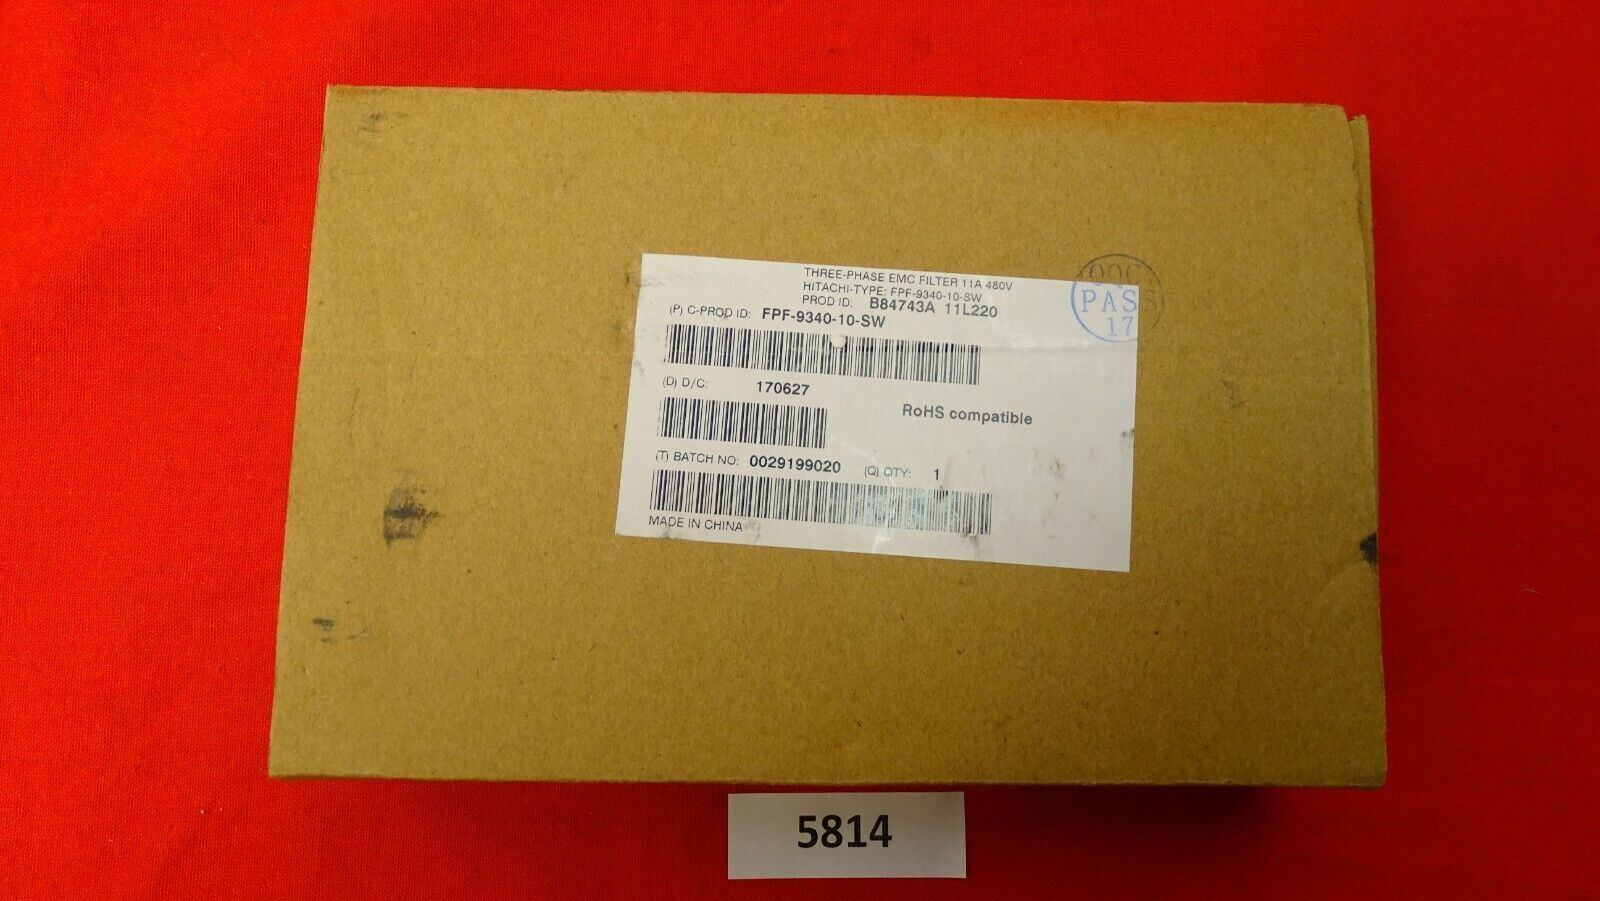 THREE-PHASE EMC FILTER 11A 480V
HITACHI-TYPE: FPF-9340-10-SW
PROD ID: B84743A 11L220
(P) C-PROD ID: FPF-9340-10-SW
(D) D/C: 170627
RoHS compatible
(T) BATCH NO: 0029199020 (Q) QTY: 1
MADE IN CHINA
OQC
PASS
17
5814